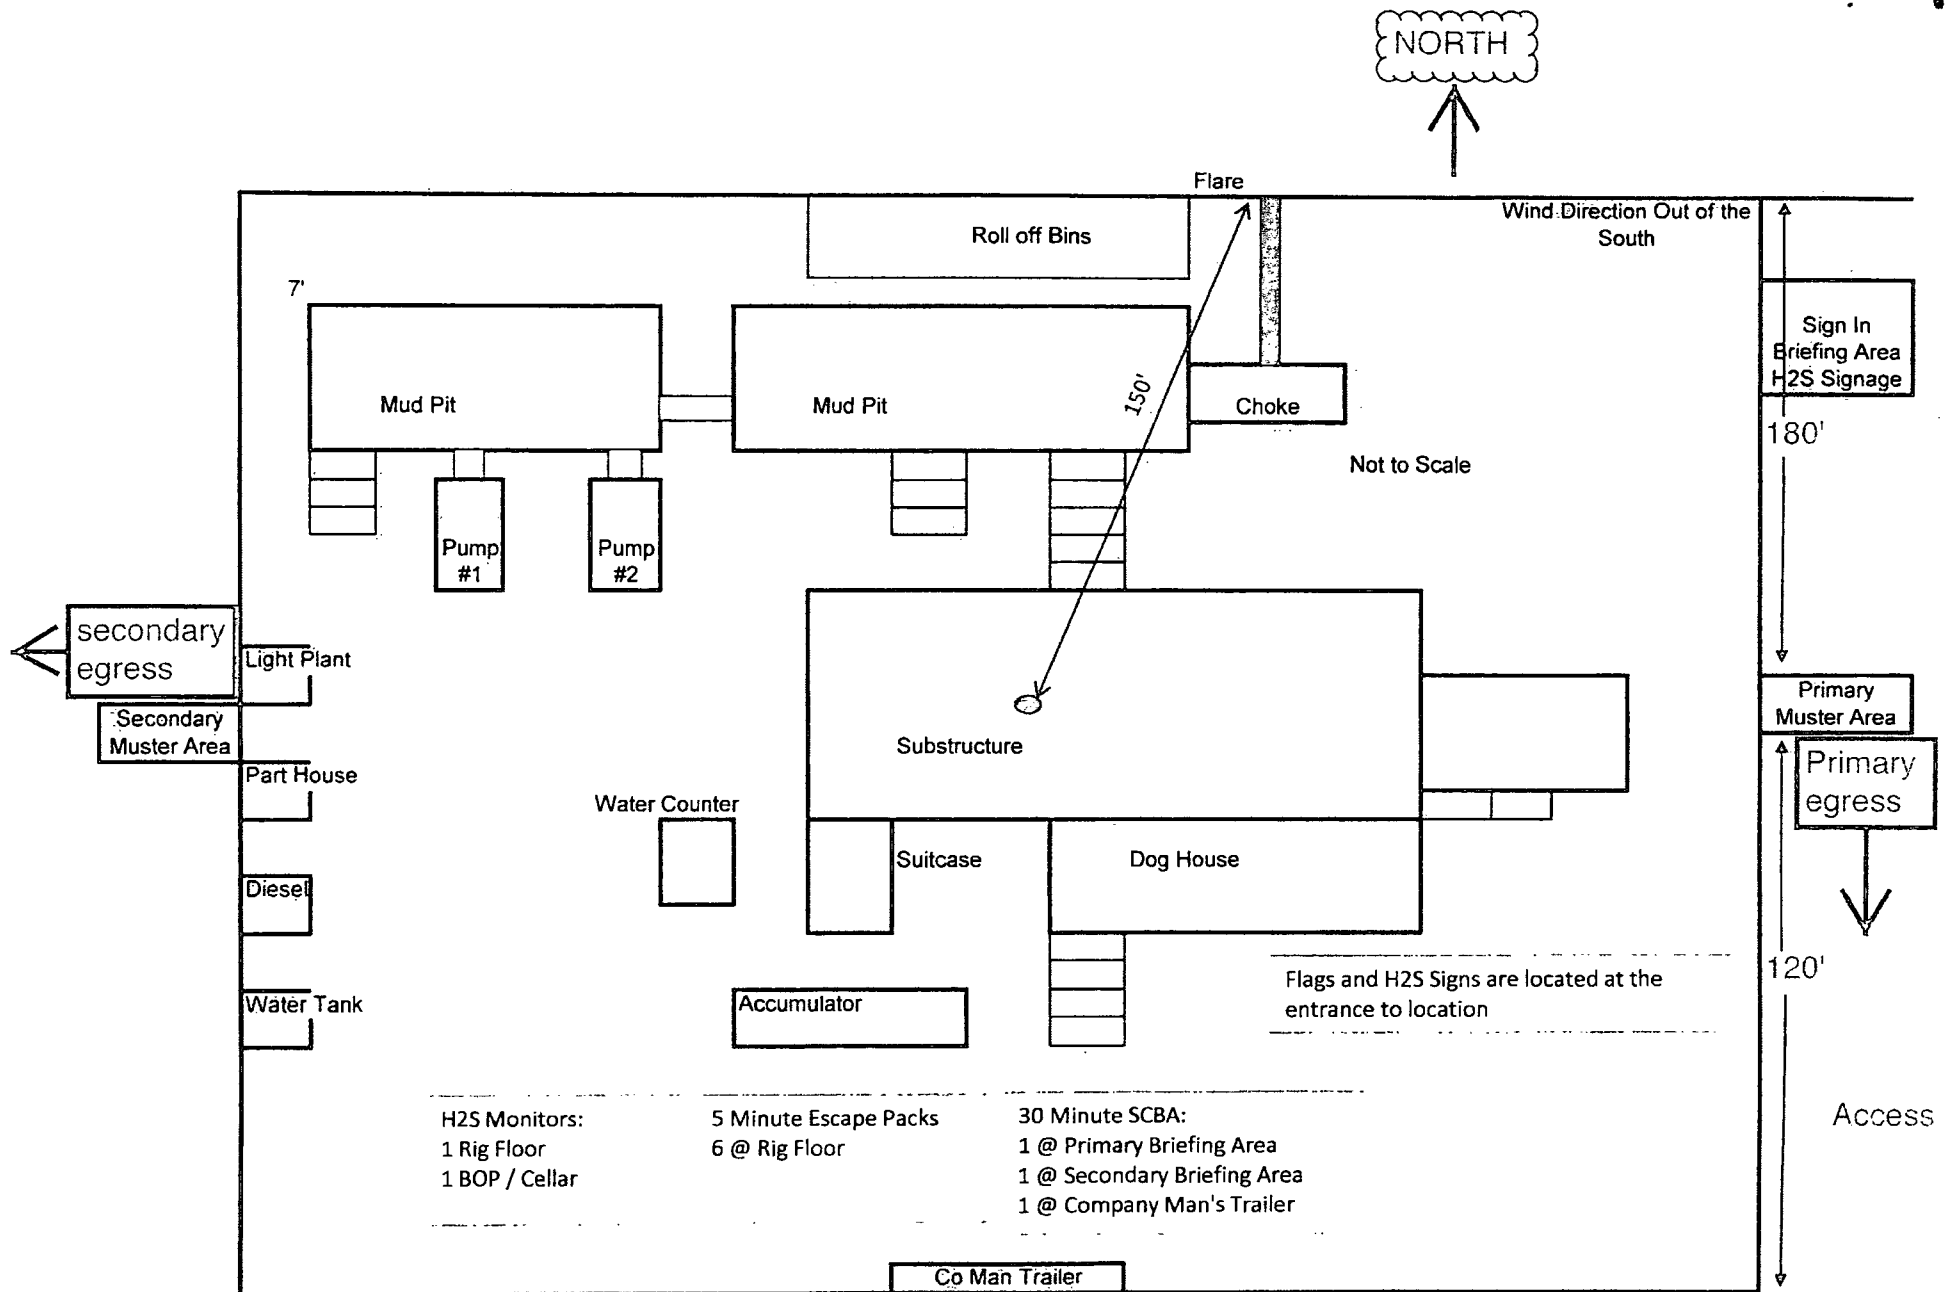 NORTH
Flare
Wind Direction Out of the
South
Roll off Bins
7'
Sign In
Briefing Area
H2S Signage
Mud Pit
Mud Pit
150'
Choke
180'
Not to Scale
Pump
#1
Pump
#2
secondary
egress
Light Plant
Secondary
Muster Area
Primary
Muster Area
Substructure
Part House
Primary
egress
Water Counter
Suitcase
Dog House
Diesel
120'
Flags and H2S Signs are located at the
entrance to location
Water Tank
Accumulator
H2S Monitors:
1 Rig Floor
1 BOP / Cellar
5 Minute Escape Packs
6 @ Rig Floor
30 Minute SCBA:
1 @ Primary Briefing Area
1 @ Secondary Briefing Area
1 @ Company Man's Trailer
Access
Co Man Trailer